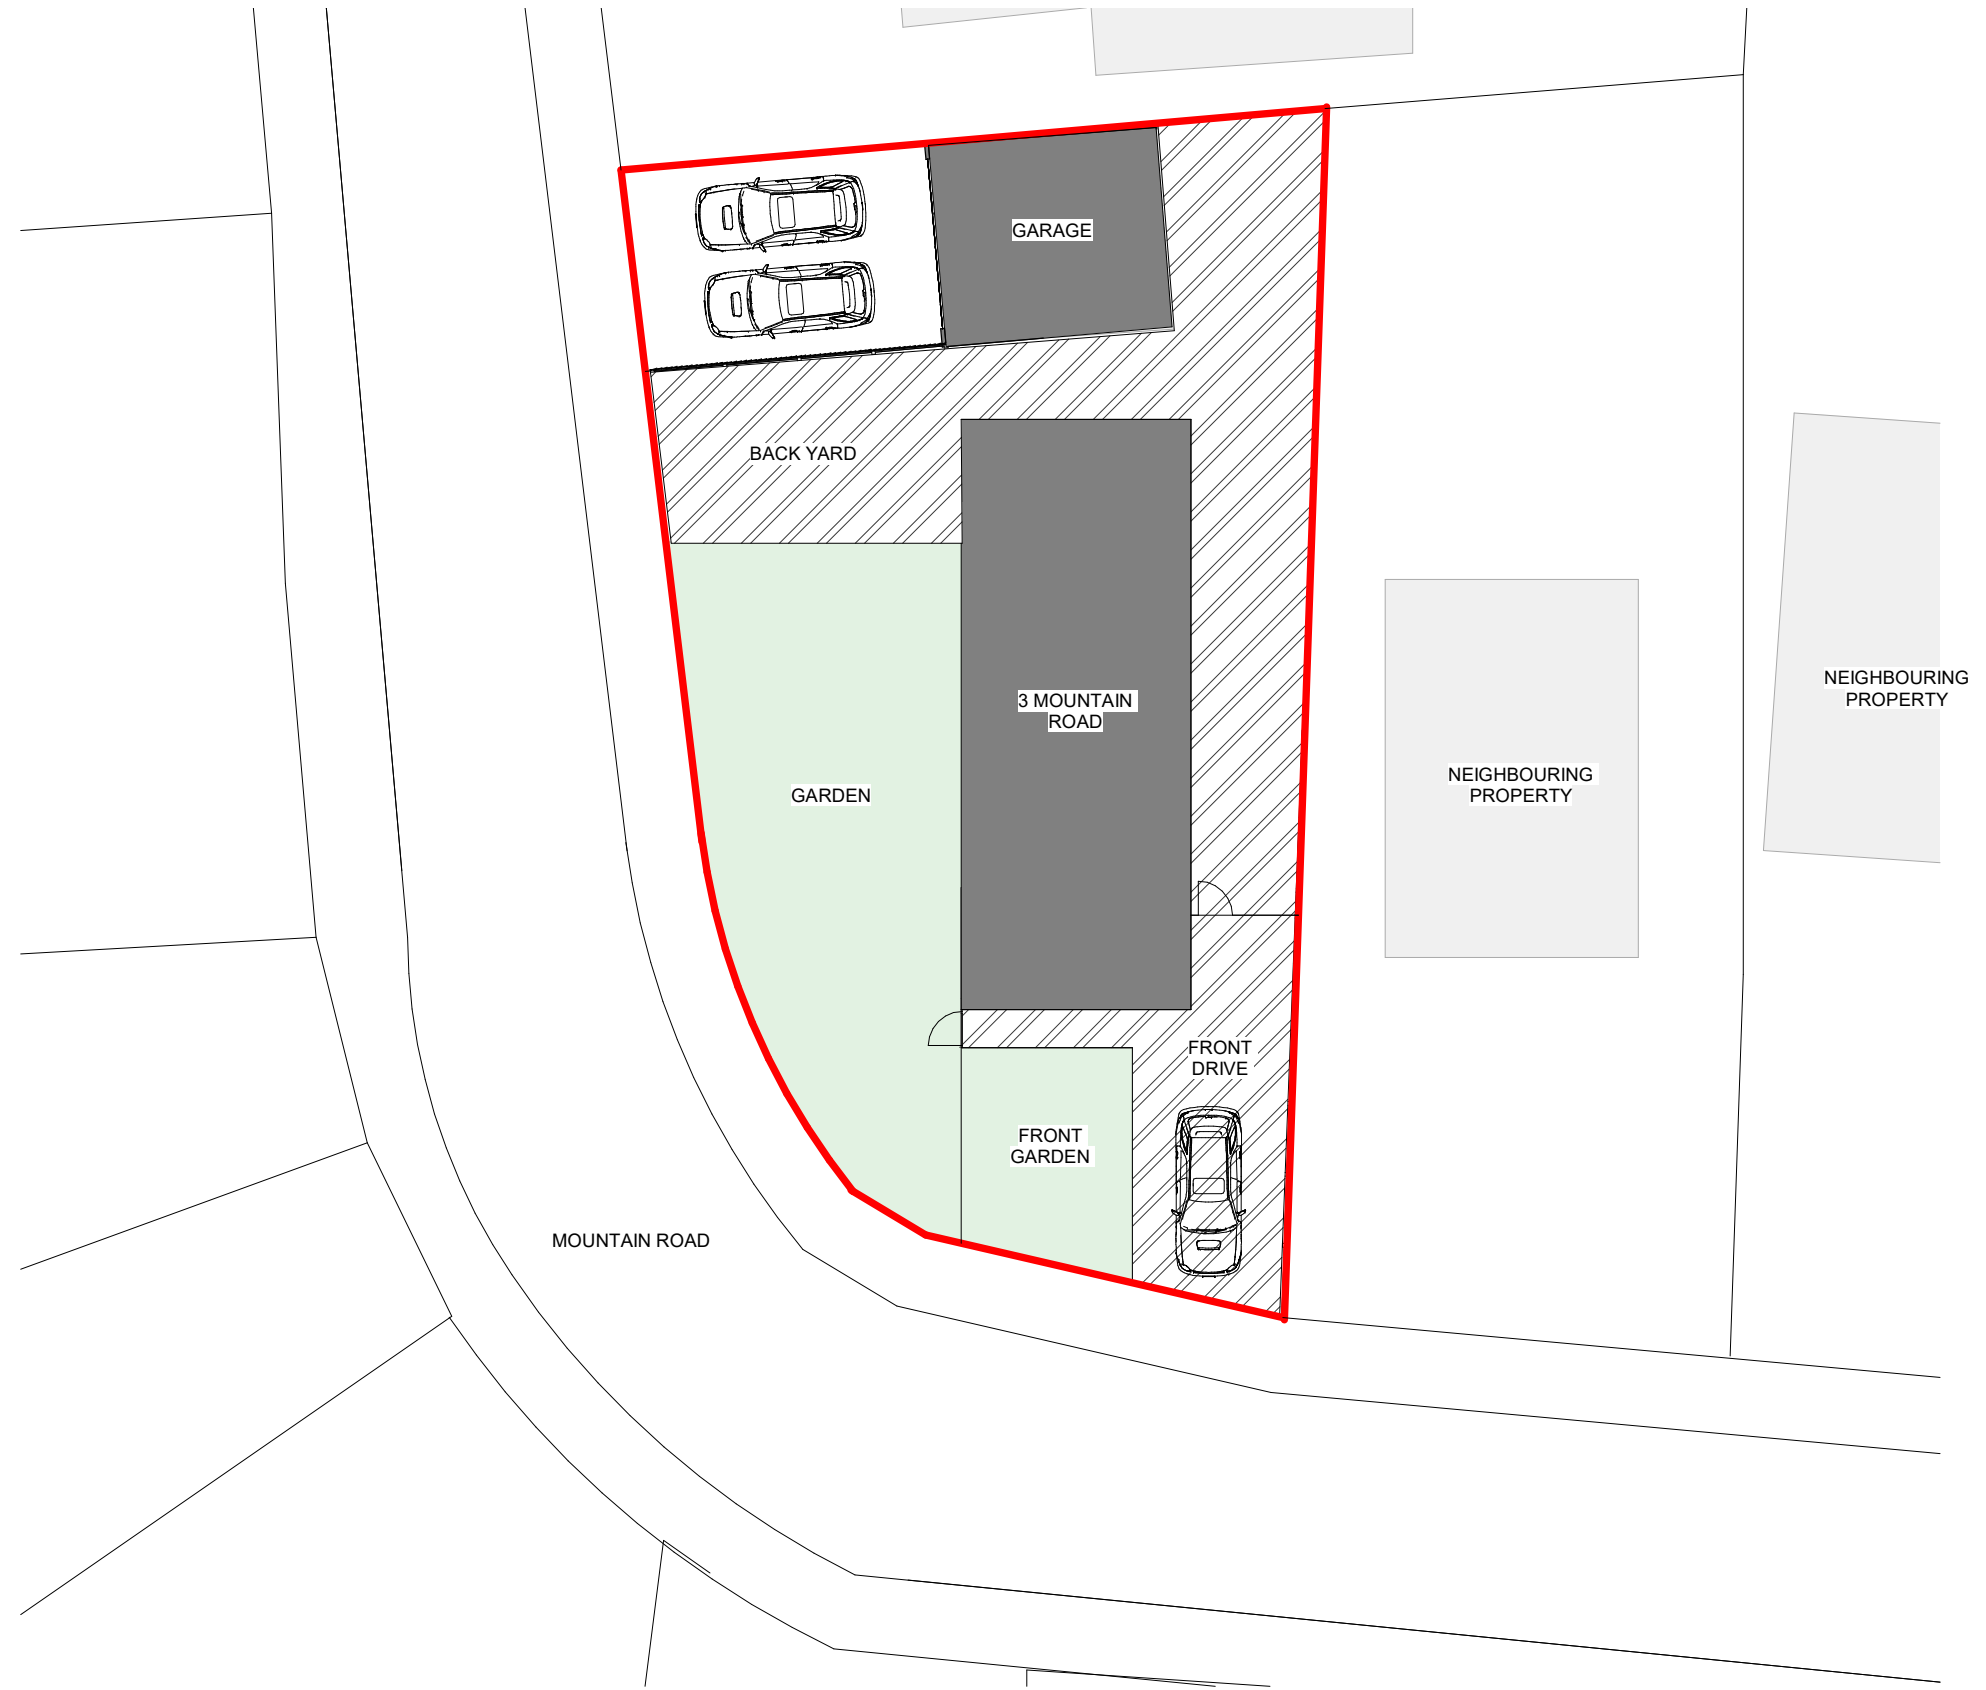 GARAGE
BACK YARD
3 MOUNTAIN
ROAD
NEIGHBOURING
PROPERTY
NEIGHBOURING
PROPERTY
GARDEN
FRONT
DRIVE
FRONT
GARDEN
MOUNTAIN ROAD